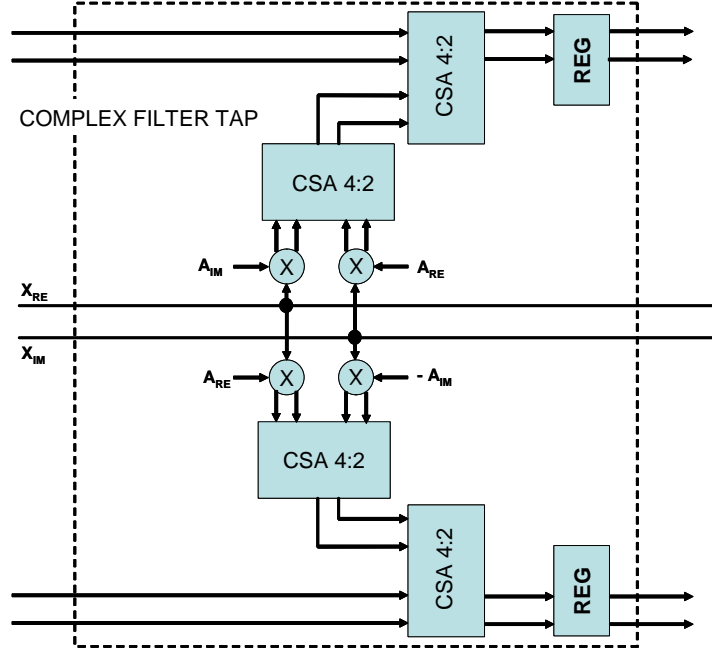 CSA 4:2
REG
COMPLEX FILTER TAP
CSA 4:2
A_IM
X
X
A_RE
X_RE
X_IM
A_RE
X
X
- A_IM
CSA 4:2
CSA 4:2
REG